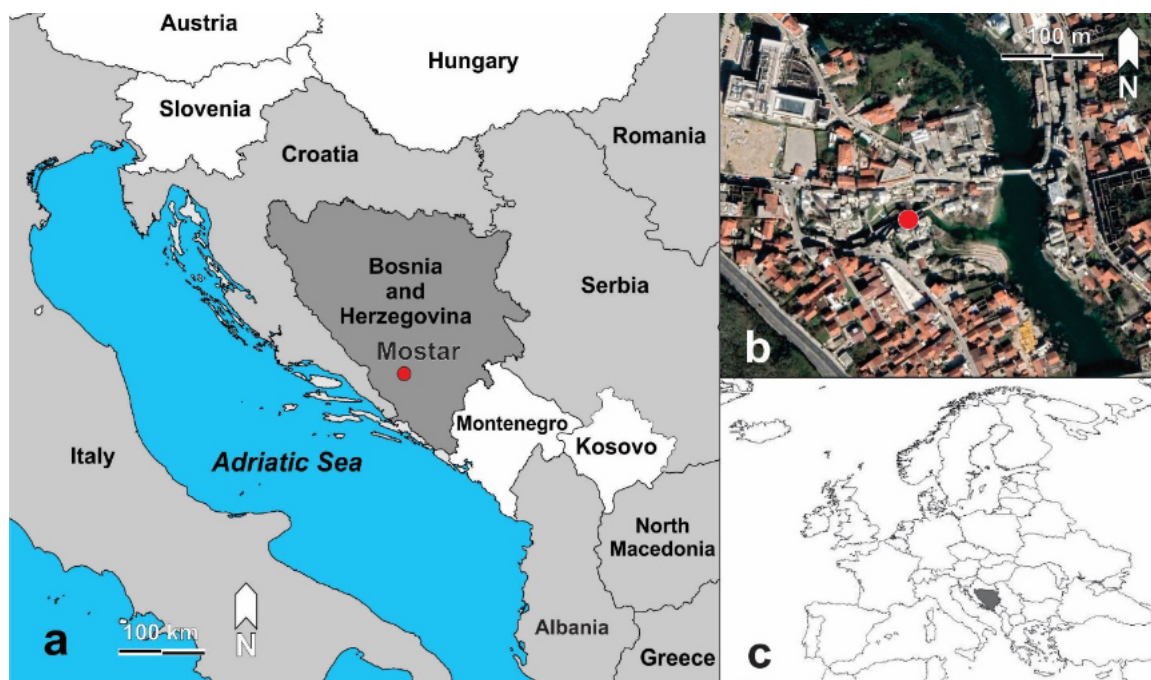 Austria
Hungary
Slovenia
Romania
Croatia
Bosnia
and
Herzegovina
Serbia
Mostar
Montenegro
Kosovo
Italy
Adriatic Sea
North
Macedonia
Albania
Greece
a
100 km
N
100 m
N
b
c